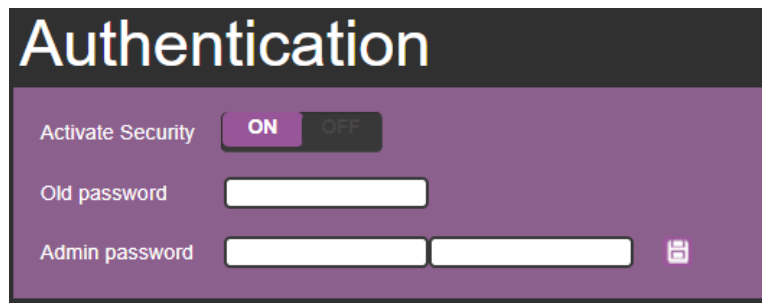 Authentication
Activate Security ON OFF
Old password
Admin password